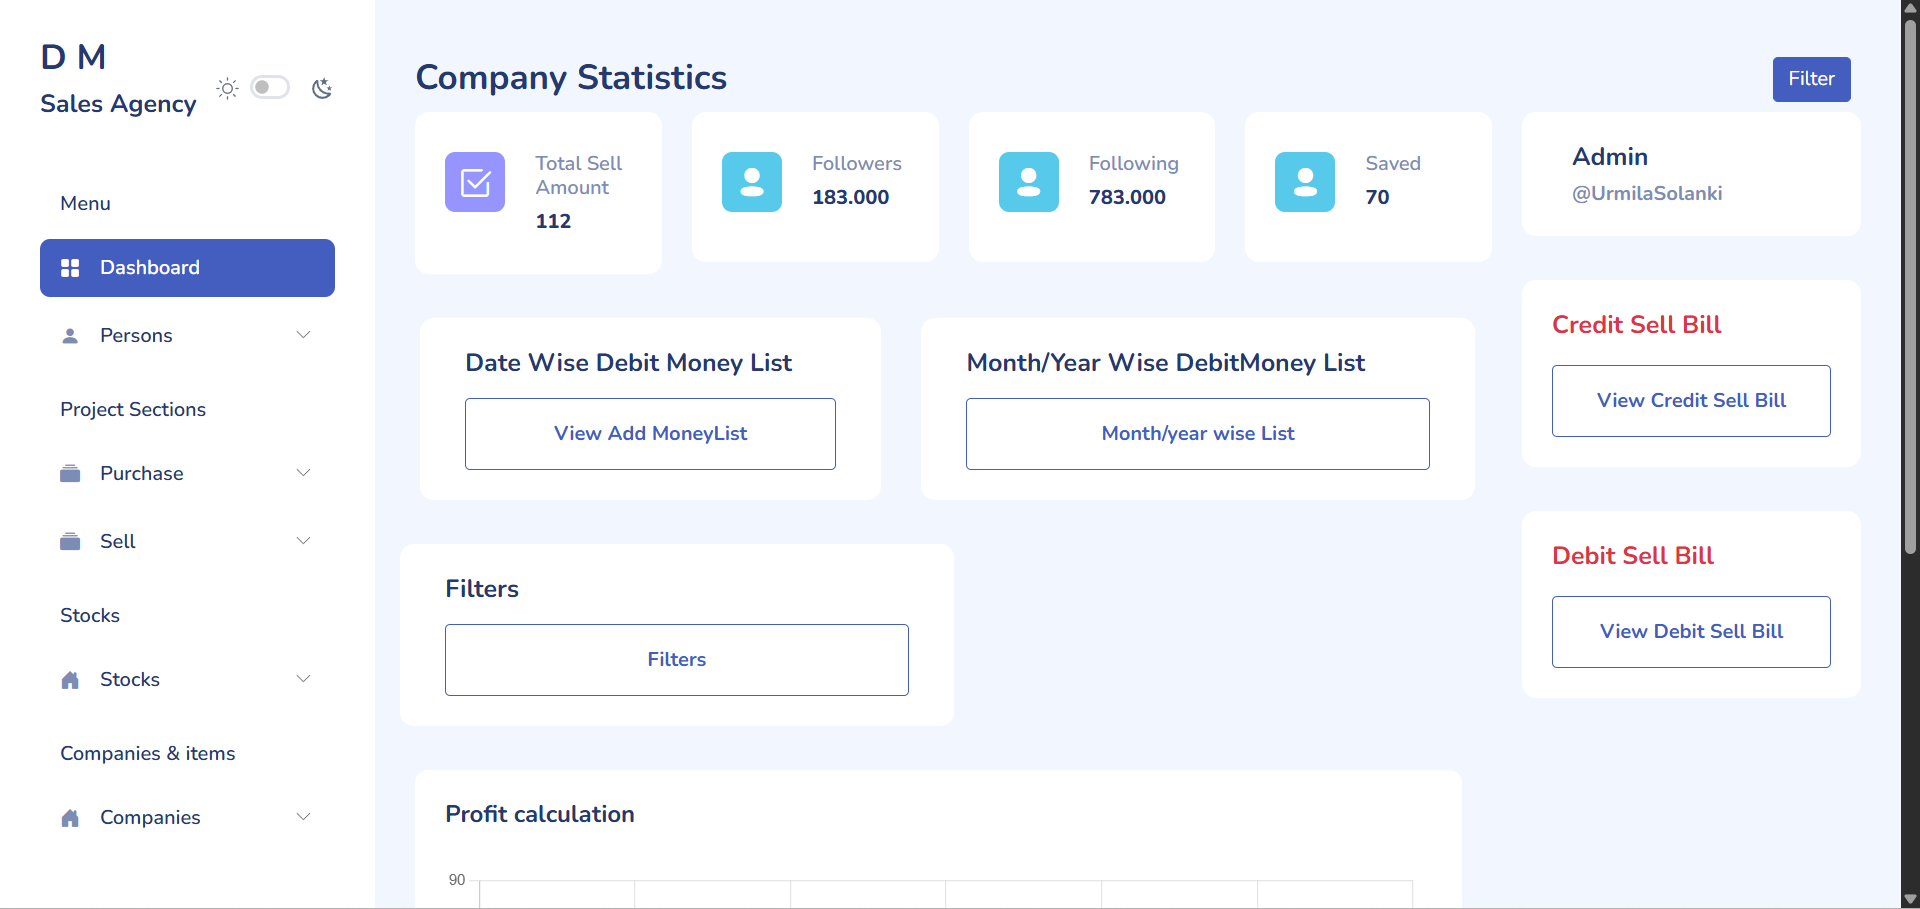 D M
Sales Agency
Menu
Dashboard
Persons
Project Sections
Purchase
Sell
Stocks
Stocks
Companies & items
Companies
Company Statistics
Filter
Total Sell
Amount
112
Followers
183.000
Following
783.000
Saved
70
Admin
@UrmilaSolanki
Date Wise Debit Money List
View Add MoneyList
Month/Year Wise DebitMoney List
Month/year wise List
Credit Sell Bill
View Credit Sell Bill
Filters
Filters
Debit Sell Bill
View Debit Sell Bill
Profit calculation
90